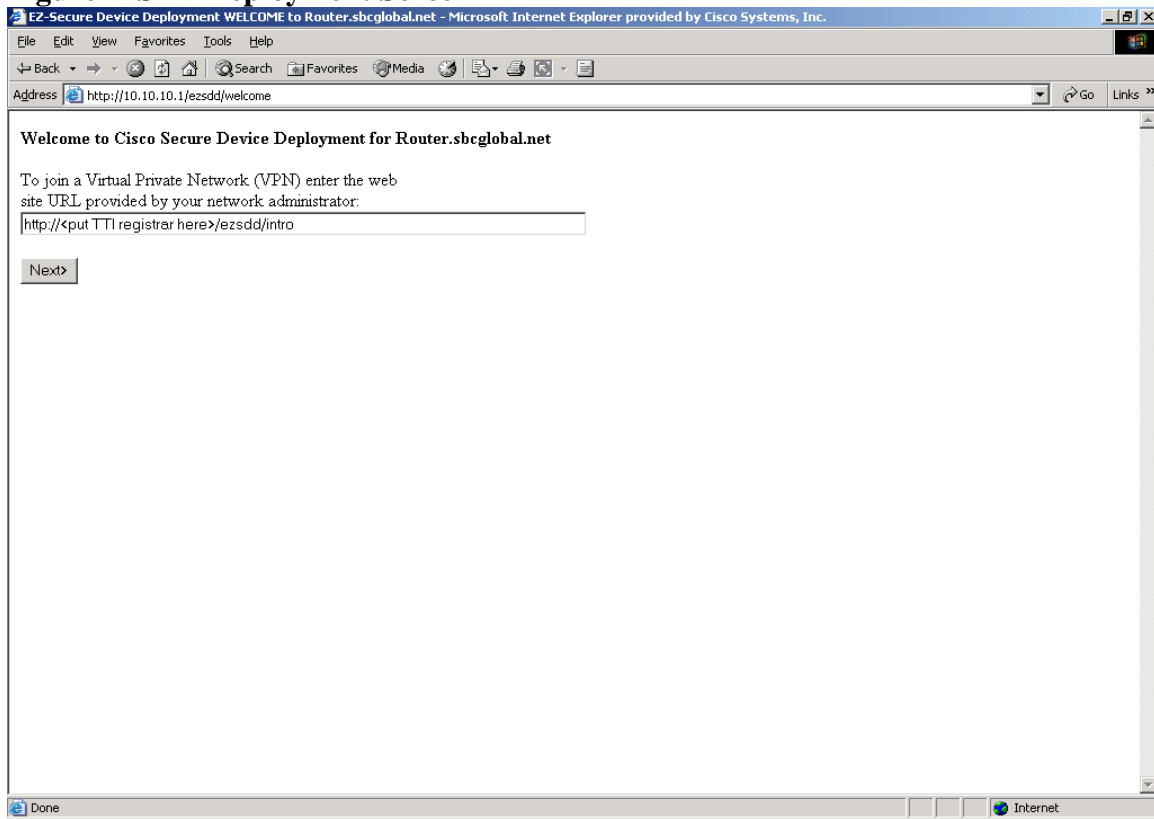 EZ-Secure Device Deployment WELCOME to Router.sbcglobal.net - Microsoft Internet Explorer provided by Cisco Systems, Inc.
File Edit View Favorites Tools Help
Back Search Favorites Media
Address http://10.10.10.1/ezsdd/welcome Go Links »
Welcome to Cisco Secure Device Deployment for Router.sbcglobal.net
To join a Virtual Private Network (VPN) enter the web
site URL provided by your network administrator:
http://<put TTI registrar here>/ezsdd/intro
Next>
Done Internet